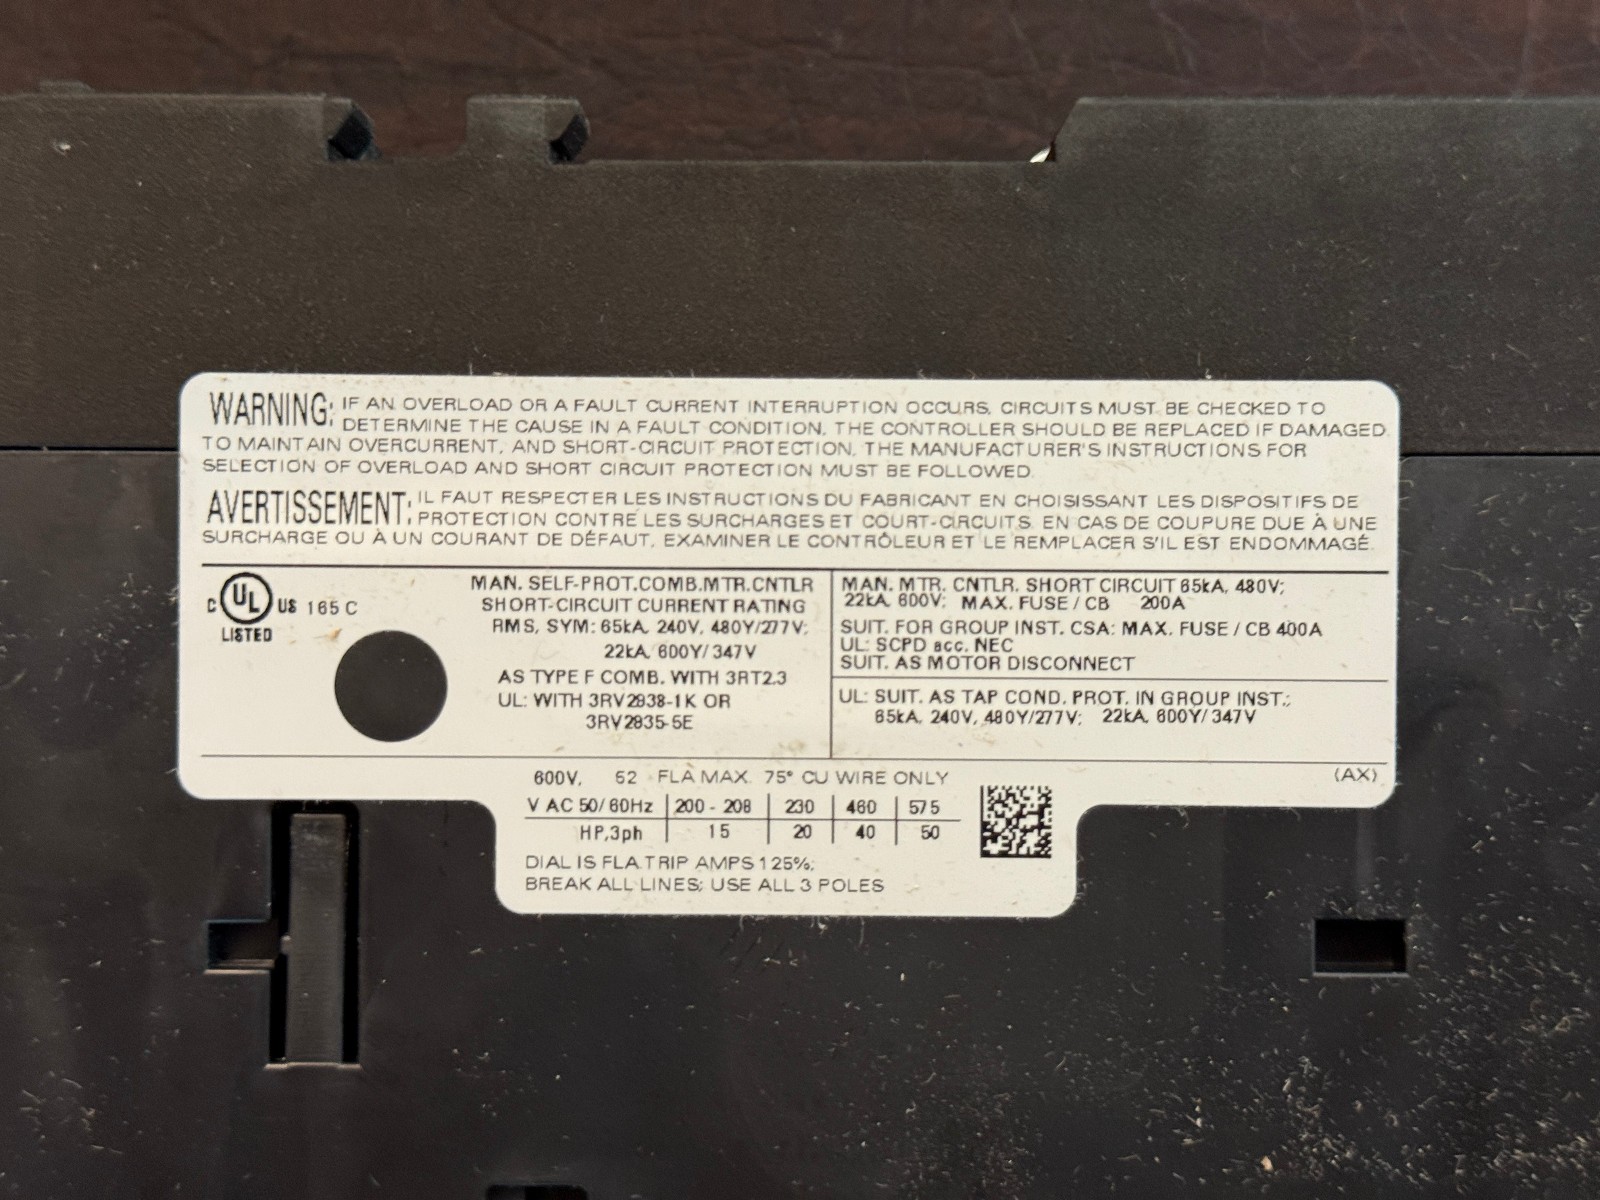 WARNING: IF AN OVERLOAD OR A FAULT CURRENT INTERRUPTION OCCURS, CIRCUITS MUST BE CHECKED TO
DETERMINE THE CAUSE IN A FAULT CONDITION, THE CONTROLLER SHOULD BE REPLACED IF DAMAGED
TO MAINTAIN OVERCURRENT, AND SHORT-CIRCUIT PROTECTION, THE MANUFACTURER'S INSTRUCTIONS FOR
SELECTION OF OVERLOAD AND SHORT CIRCUIT PROTECTION MUST BE FOLLOWED.
AVERTISSEMENT: IL FAUT RESPECTER LES INSTRUCTIONS DU FABRICANT EN CHOISISSANT LES DISPOSITIFS DE
PROTECTION CONTRE LES SURCHARGES ET COURT-CIRCUITS. EN CAS DE COUPURE DUE À UNE
SURCHARGE OU À UN COURANT DE DÉFAUT, EXAMINER LE CONTRÔLEUR ET LE REMPLACER S'IL EST ENDOMMAGÉ.
C UL US 165 C
LISTED
MAN. SELF-PROT.COMB.MTR.CNTLR
SHORT-CIRCUIT CURRENT RATING
RMS, SYM: 65kA, 240V, 480Y/277V;
22kA, 600Y/347V
AS TYPE F COMB. WITH 3RT2.3
UL: WITH 3RV2938-1K OR
3RV2935-5E
MAN. MTR. CNTLR. SHORT CIRCUIT 65kA, 480V;
22kA, 600V; MAX. FUSE / CB 200A
SUIT. FOR GROUP INST. CSA: MAX. FUSE / CB 400A
UL: SCPD acc. NEC
SUIT. AS MOTOR DISCONNECT
UL: SUIT. AS TAP COND. PROT. IN GROUP INST.;
65kA, 240V, 480Y/277V; 22kA, 600Y/347V
600V, 52 FLA MAX. 75° CU WIRE ONLY
(AX)
V AC 50/60Hz 200 - 208 230 460 575
HP,3ph 15 20 40 50
DIAL IS FLA.TRIP AMPS 125%;
BREAK ALL LINES; USE ALL 3 POLES